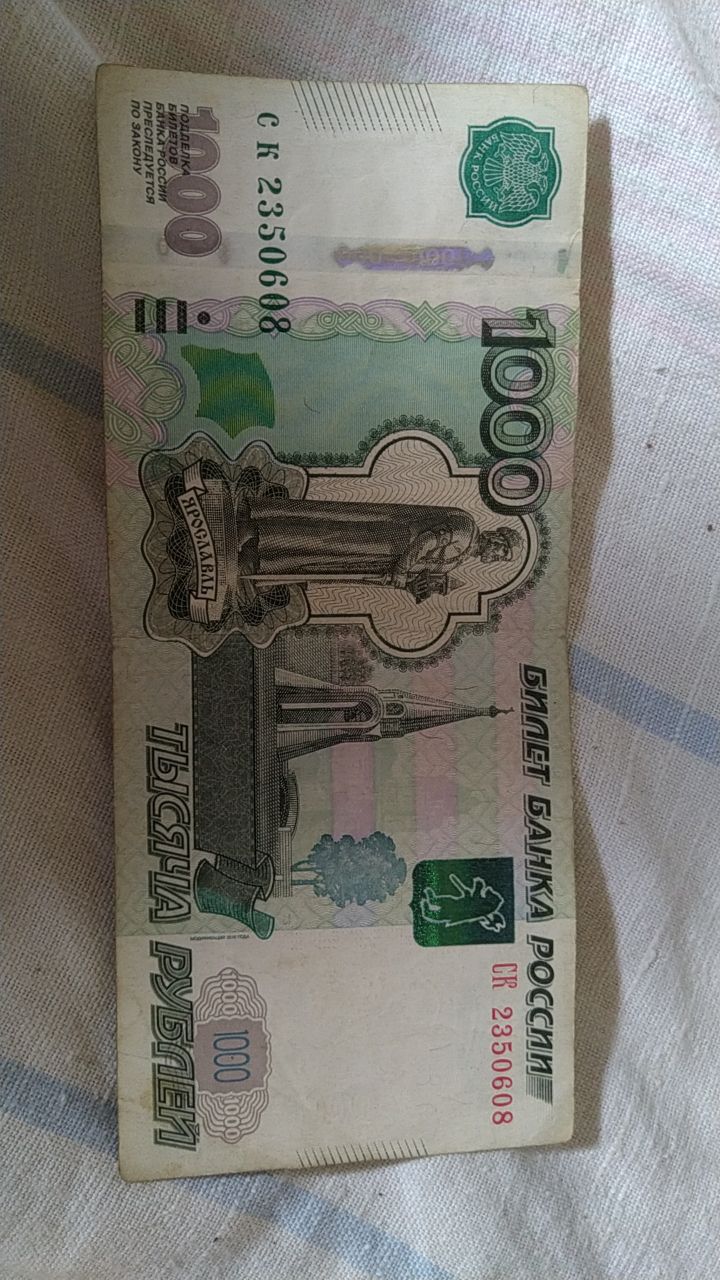 БИЛЕТ БАНКА РОССИИ
БАНК РОССИИ
1000
СК 2350608
СК 2350608
1000
ПОДДЕЛКА
БИЛЕТОВ
БАНКА РОССИИ
ПРЕСЛЕДУЕТСЯ
ПО ЗАКОНУ
ЯРОСЛАВЛЬ
1000 1000 1000
ТЫСЯЧА РУБЛЕЙ